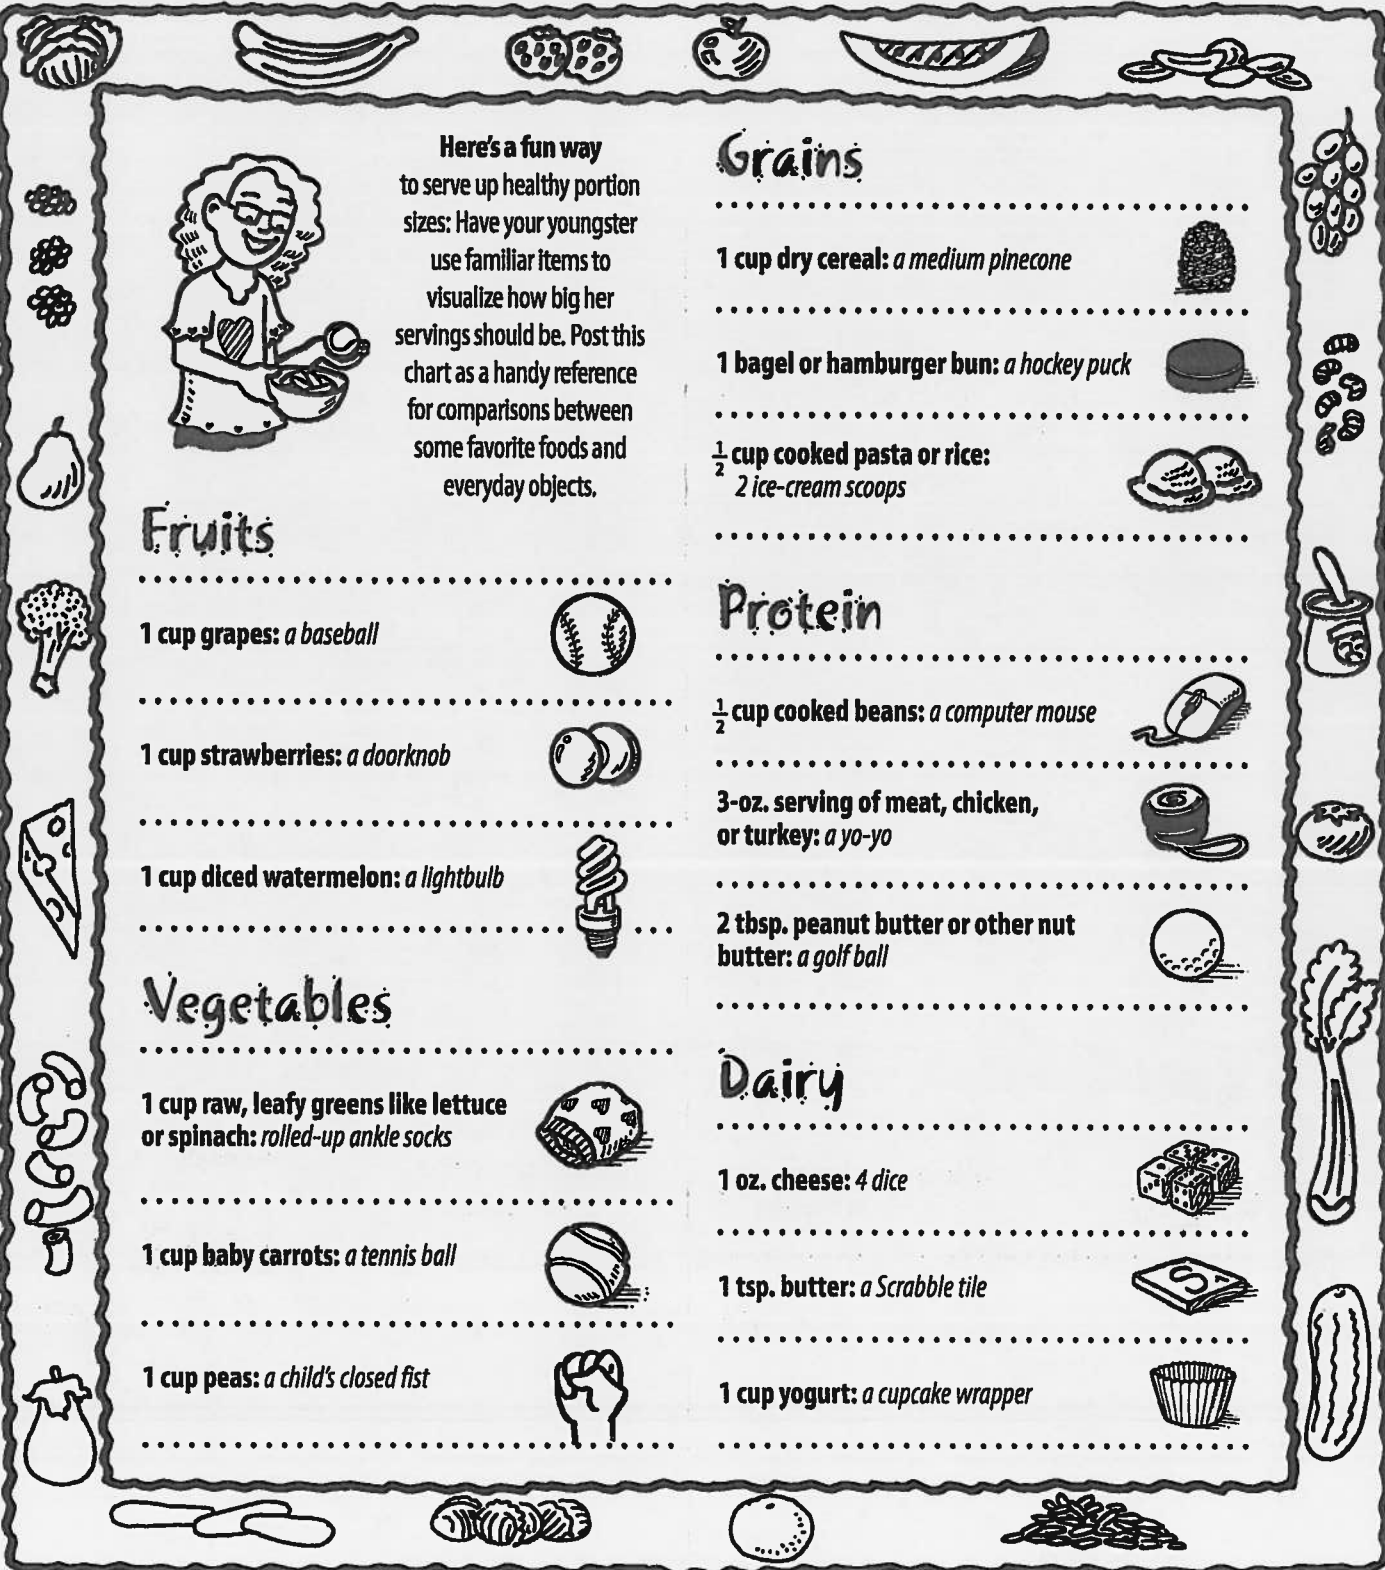 Here's a fun way
to serve up healthy portion
sizes: Have your youngster
use familiar items to
visualize how big her
servings should be. Post this
chart as a handy reference
for comparisons between
some favorite foods and
everyday objects.
Fruits
1 cup grapes: a baseball
1 cup strawberries: a doorknob
1 cup diced watermelon: a lightbulb
Vegetables
1 cup raw, leafy greens like lettuce
or spinach: rolled-up ankle socks
1 cup baby carrots: a tennis ball
1 cup peas: a child's closed fist
Grains
1 cup dry cereal: a medium pinecone
1 bagel or hamburger bun: a hockey puck
1/2 cup cooked pasta or rice:
2 ice-cream scoops
Protein
1/2 cup cooked beans: a computer mouse
3-oz. serving of meat, chicken,
or turkey: a yo-yo
2 tbsp. peanut butter or other nut
butter: a golf ball
Dairy
1 oz. cheese: 4 dice
1 tsp. butter: a Scrabble tile
S
1 cup yogurt: a cupcake wrapper